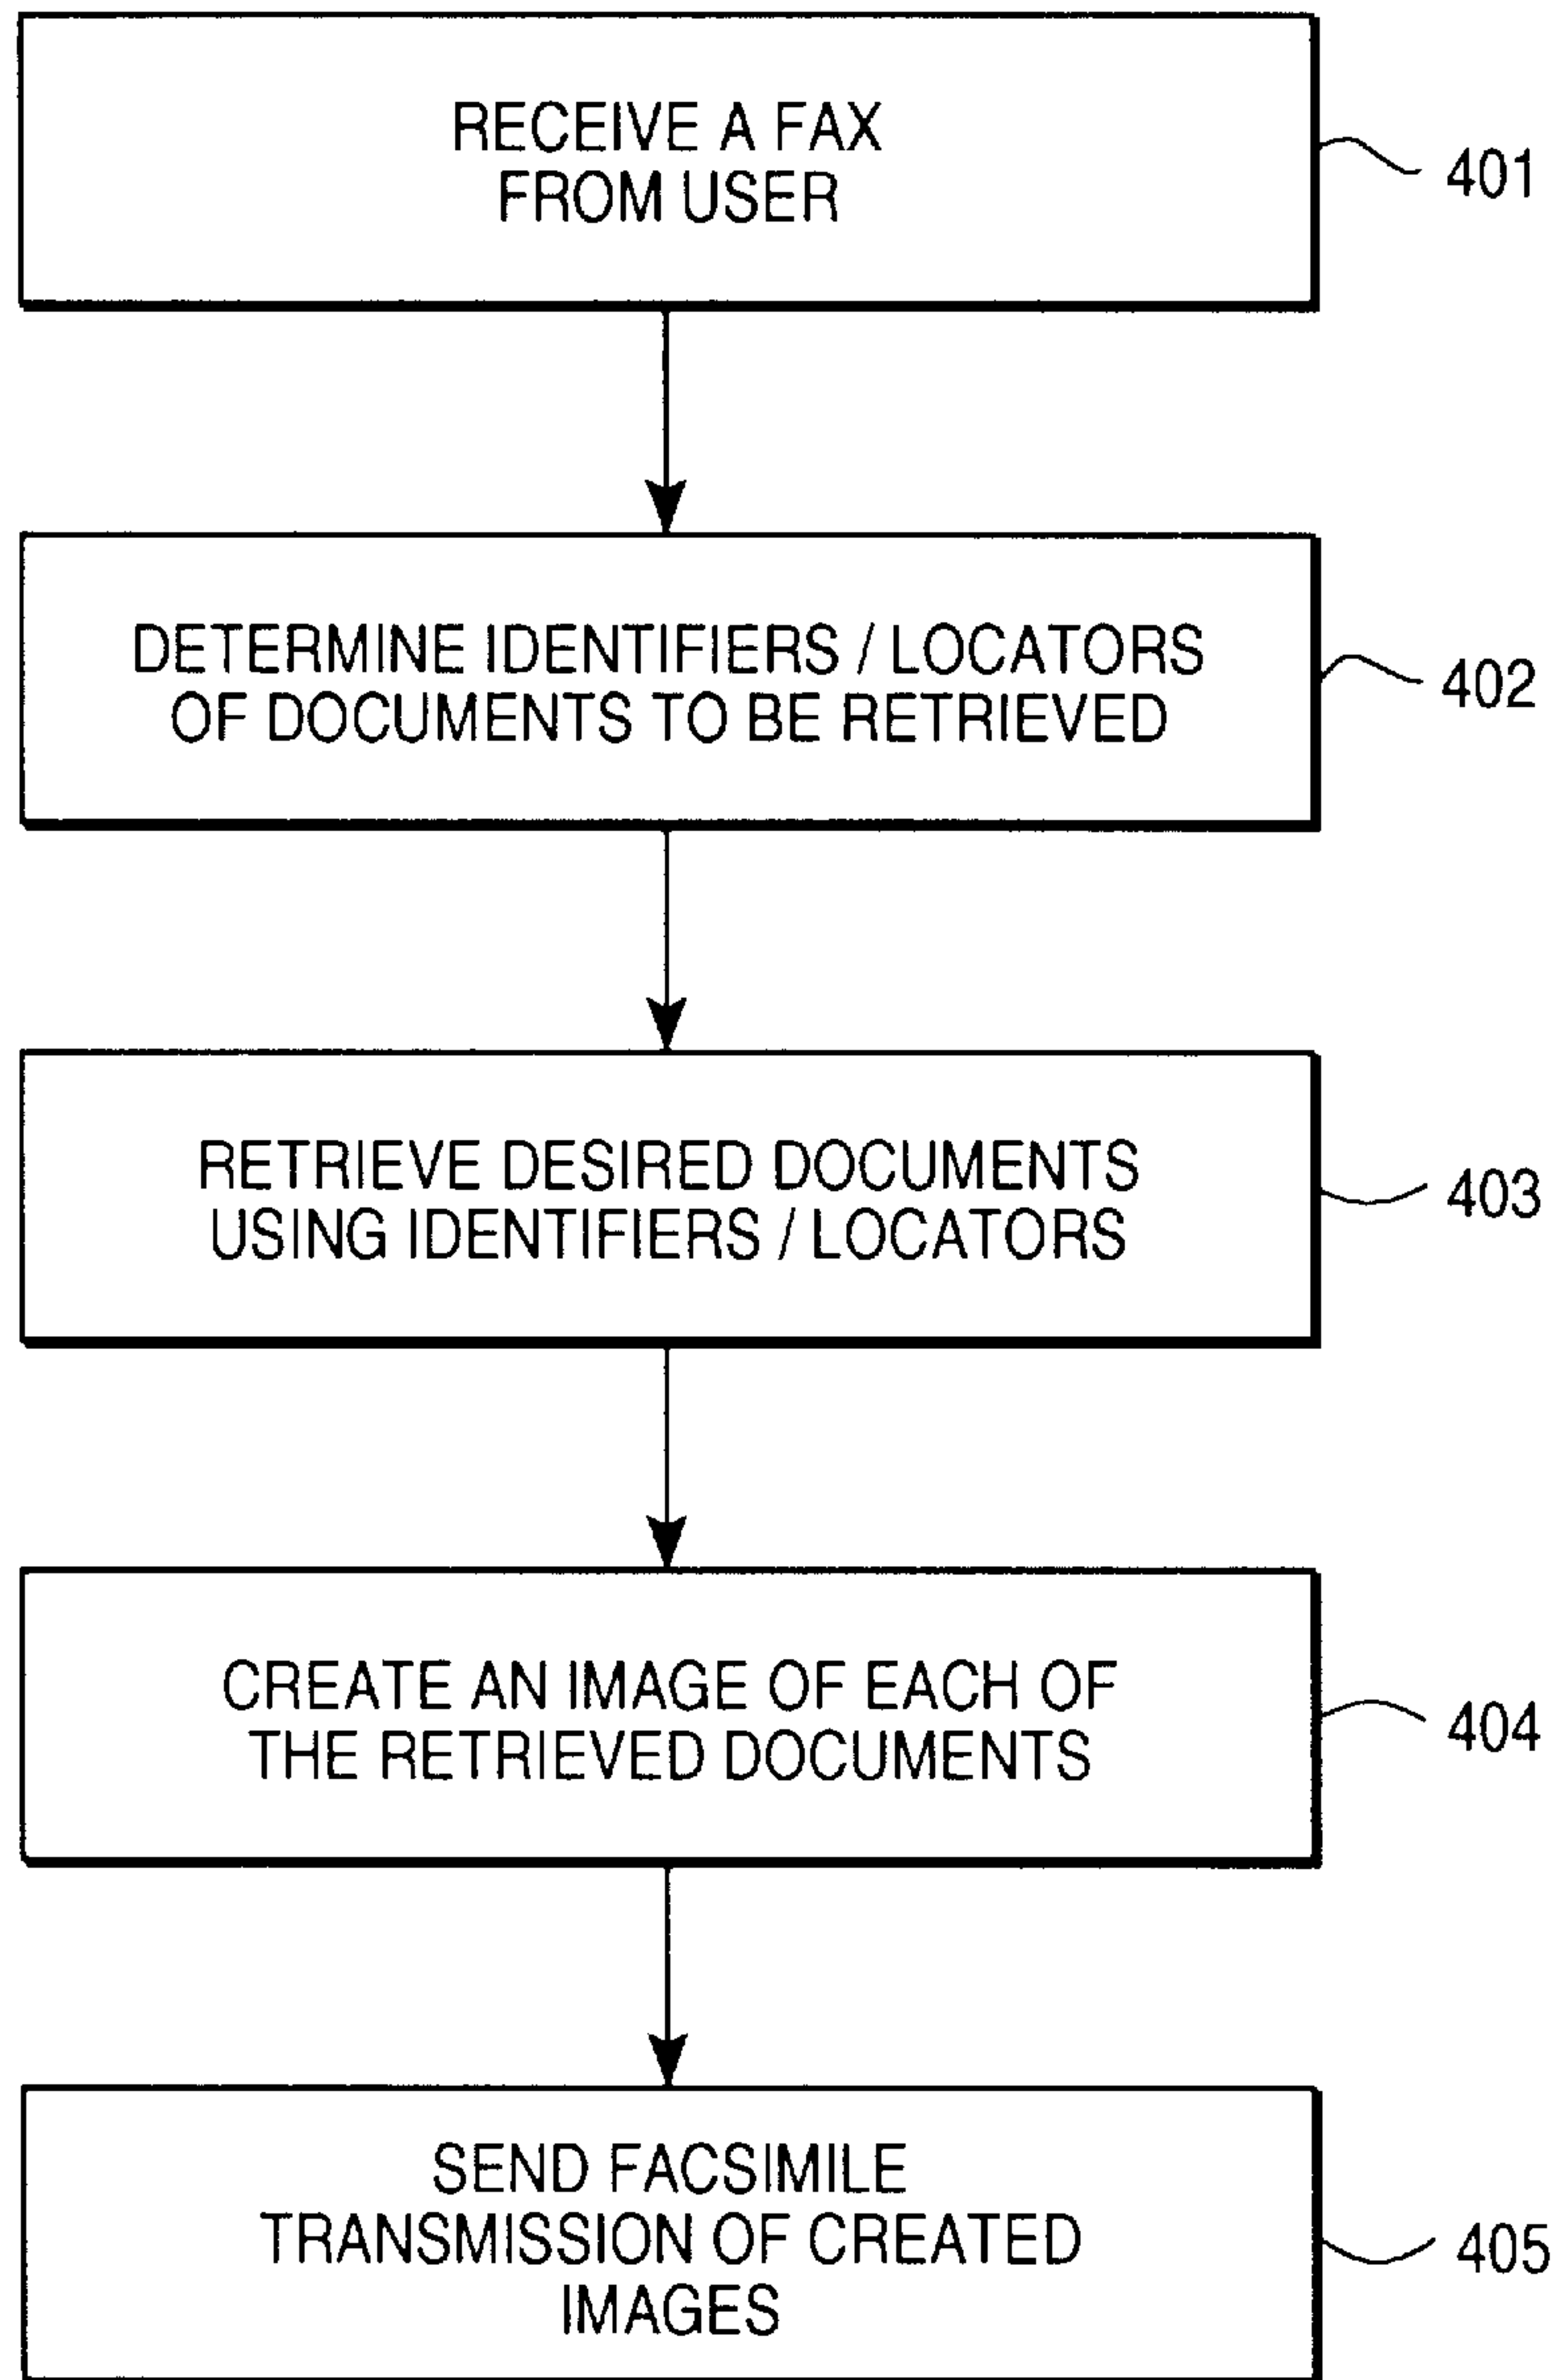 RECEIVE A FAX
FROM USER
401
DETERMINE IDENTIFIERS / LOCATORS
OF DOCUMENTS TO BE RETRIEVED
402
RETRIEVE DESIRED DOCUMENTS
USING IDENTIFIERS / LOCATORS
403
CREATE AN IMAGE OF EACH OF
THE RETRIEVED DOCUMENTS
404
SEND FACSIMILE
TRANSMISSION OF CREATED
IMAGES
405